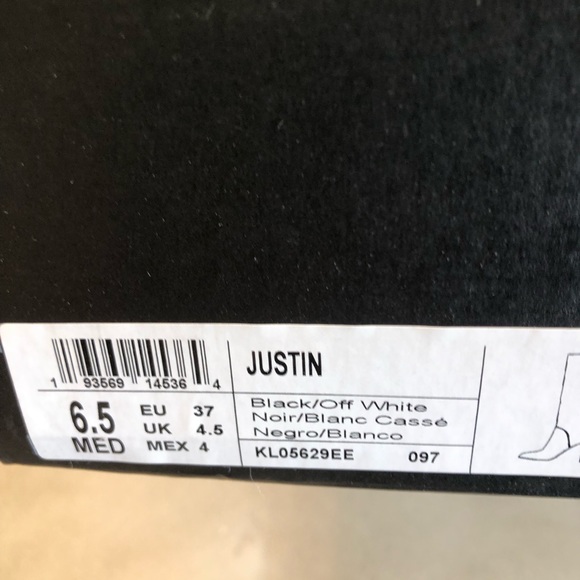 1 93569 14536 4
6.5
MED
EU 37
UK 4.5
MEX 4
JUSTIN
Black/Off White
Noir/Blanc Cassé
Negro/Blanco
KL05629EE 097